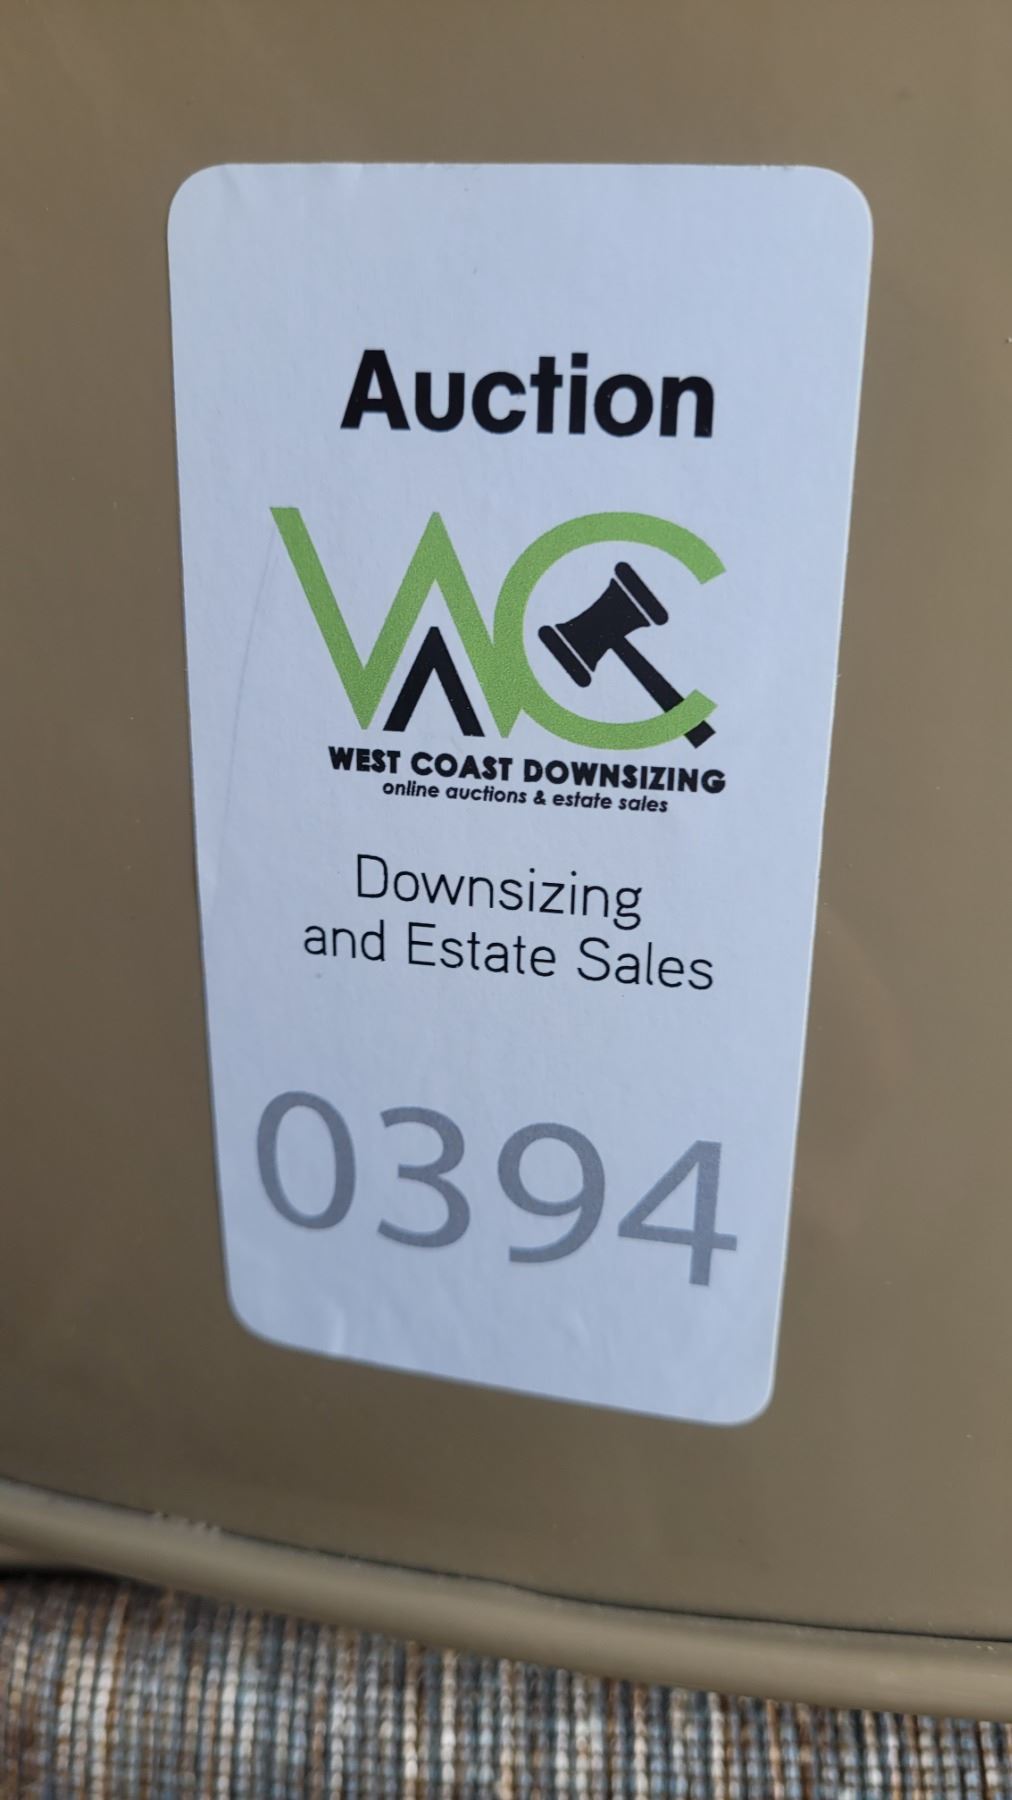 Auction
WC
WEST COAST DOWNSIZING
online auctions & estate sales
Downsizing
and Estate Sales
0394